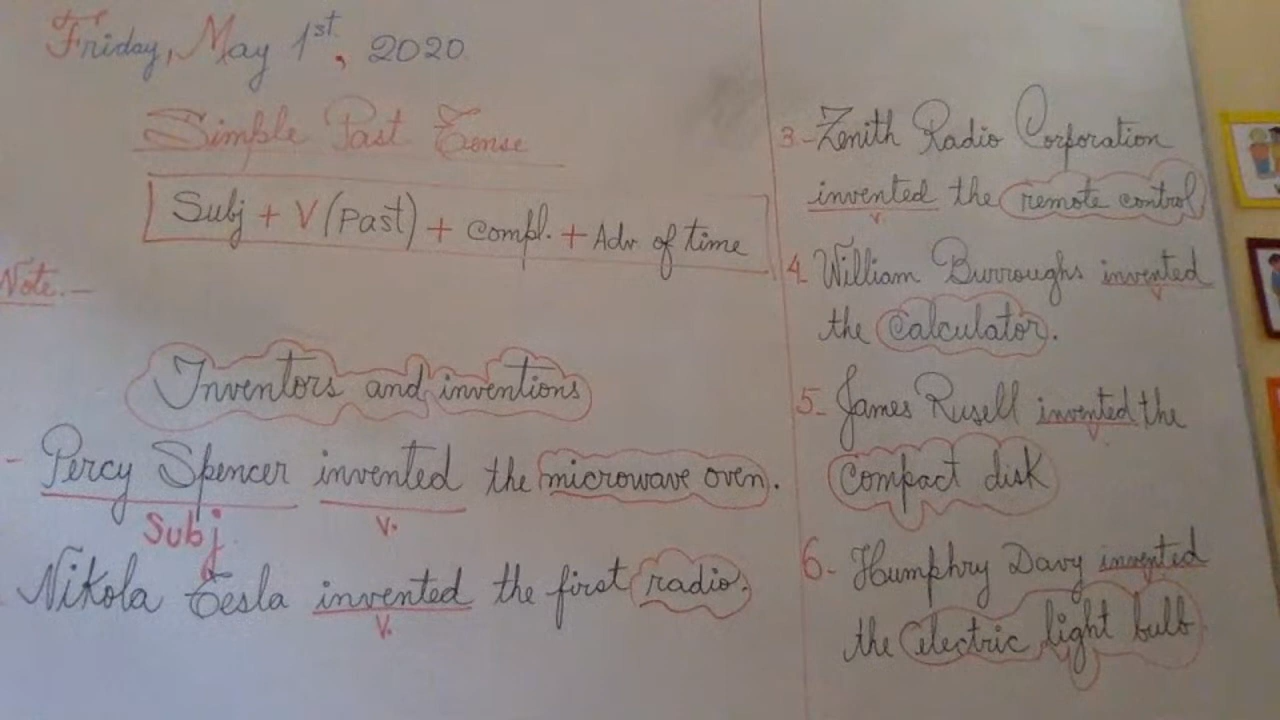 Friday, May 1st, 2020
Simple Past Tense
Subj + V (Past) + Compl. + Adv of time
Note.-
Inventors and inventions
- Percy Spencer invented the microwave oven.
Subj V.
Nikola Tesla invented the first radio.
V.
3.- Zenith Radio Corporation
invented the remote control
V.
4. William Burroughs invented
V
the calculator.
5.- James Rusell invented the
V
Compact disk
6.- Humphry Davy invented
the electric light bulb